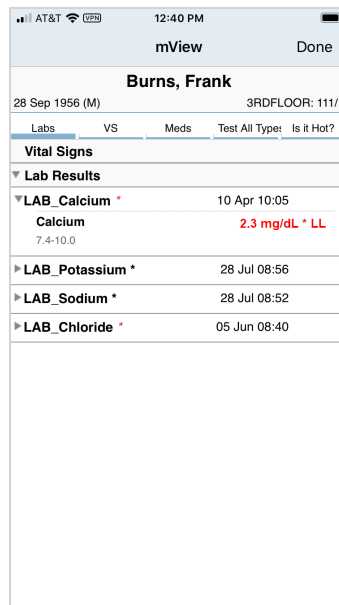 AT&T VPN 12:40 PM
mView Done
Burns, Frank
28 Sep 1956 (M) 3RDFLOOR: 111/
Labs VS Meds Test All Types Is it Hot?
Vital Signs
Lab Results
LAB_Calcium * 10 Apr 10:05
Calcium 2.3 mg/dL * LL
7.4-10.0
LAB_Potassium * 28 Jul 08:56
LAB_Sodium * 28 Jul 08:52
LAB_Chloride * 05 Jun 08:40